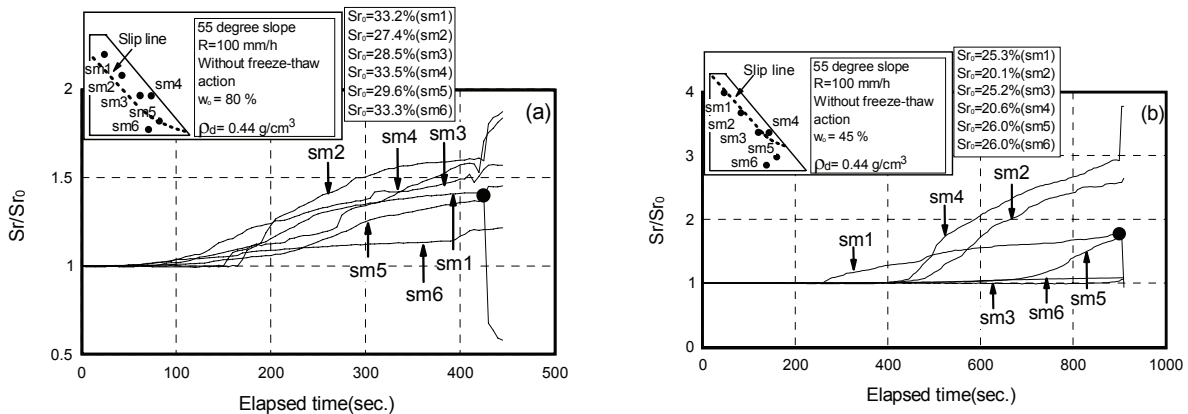 55 degree slope
R=100 mm/h
Without freeze-thaw
action
w₀ = 80 %
ρd= 0.44 g/cm³
Sr₀=33.2%(sm1)
Sr₀=27.4%(sm2)
Sr₀=28.5%(sm3)
Sr₀=33.5%(sm4)
Sr₀=29.6%(sm5)
Sr₀=33.3%(sm6)
Slip line
sm1
sm2
sm3
sm4
sm5
sm6
(a)
sm2
sm4
sm3
sm5
sm1
sm6
2
1.5
1
0.5
Sr/Sr₀
0
100
200
300
400
500
Elapsed time(sec.)
55 degree slope
R=100 mm/h
Without freeze-thaw
action
w₀ = 45 %
ρd= 0.44 g/cm³
Sr₀=25.3%(sm1)
Sr₀=20.1%(sm2)
Sr₀=25.2%(sm3)
Sr₀=20.6%(sm4)
Sr₀=26.0%(sm5)
Sr₀=26.0%(sm6)
Slip line
sm1
sm2
sm3
sm4
sm5
sm6
(b)
sm1
sm4
sm2
sm3
sm6
sm5
4
3
2
1
0
Sr/Sr₀
0
200
400
600
800
1000
Elapsed time(sec.)